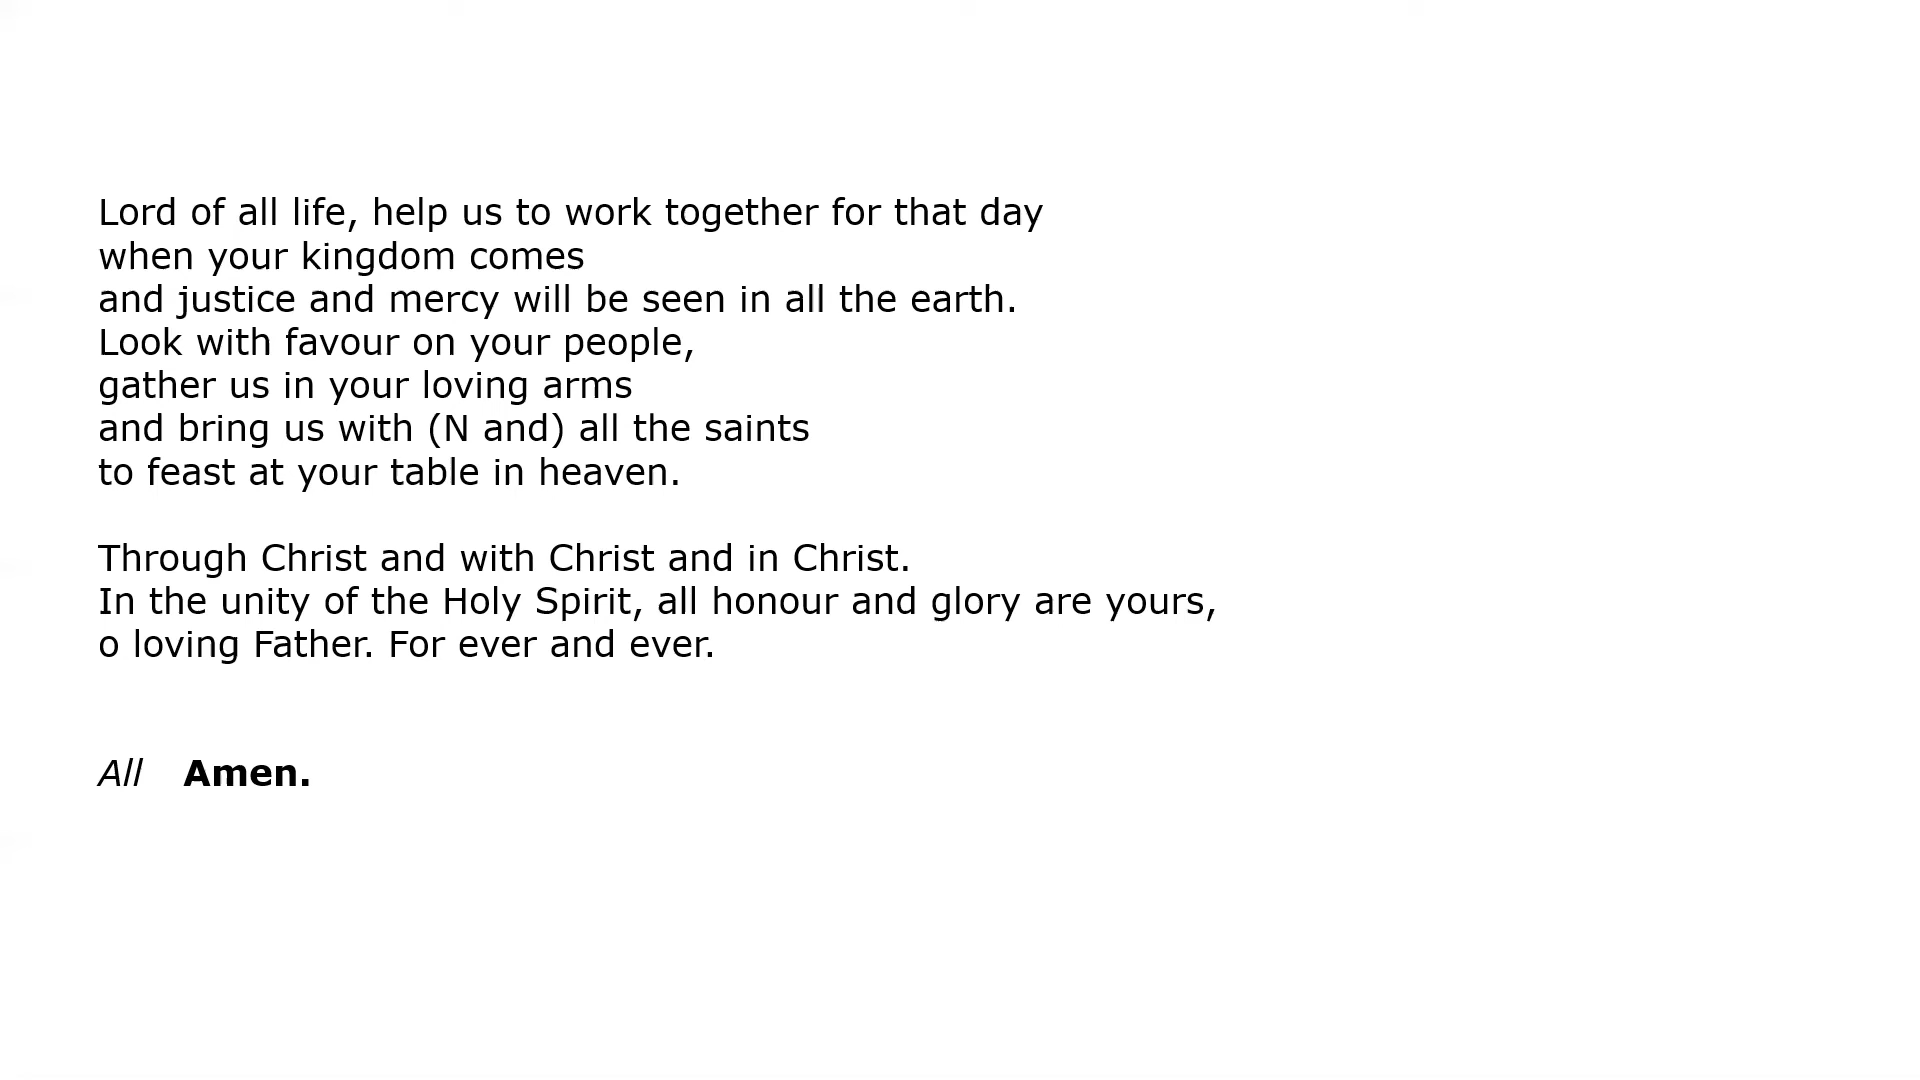 Lord of all life, help us to work together for that day
when your kingdom comes
and justice and mercy will be seen in all the earth.
Look with favour on your people,
gather us in your loving arms
and bring us with (N and) all the saints
to feast at your table in heaven.
Through Christ and with Christ and in Christ.
In the unity of the Holy Spirit, all honour and glory are yours,
o loving Father. For ever and ever.
All Amen.